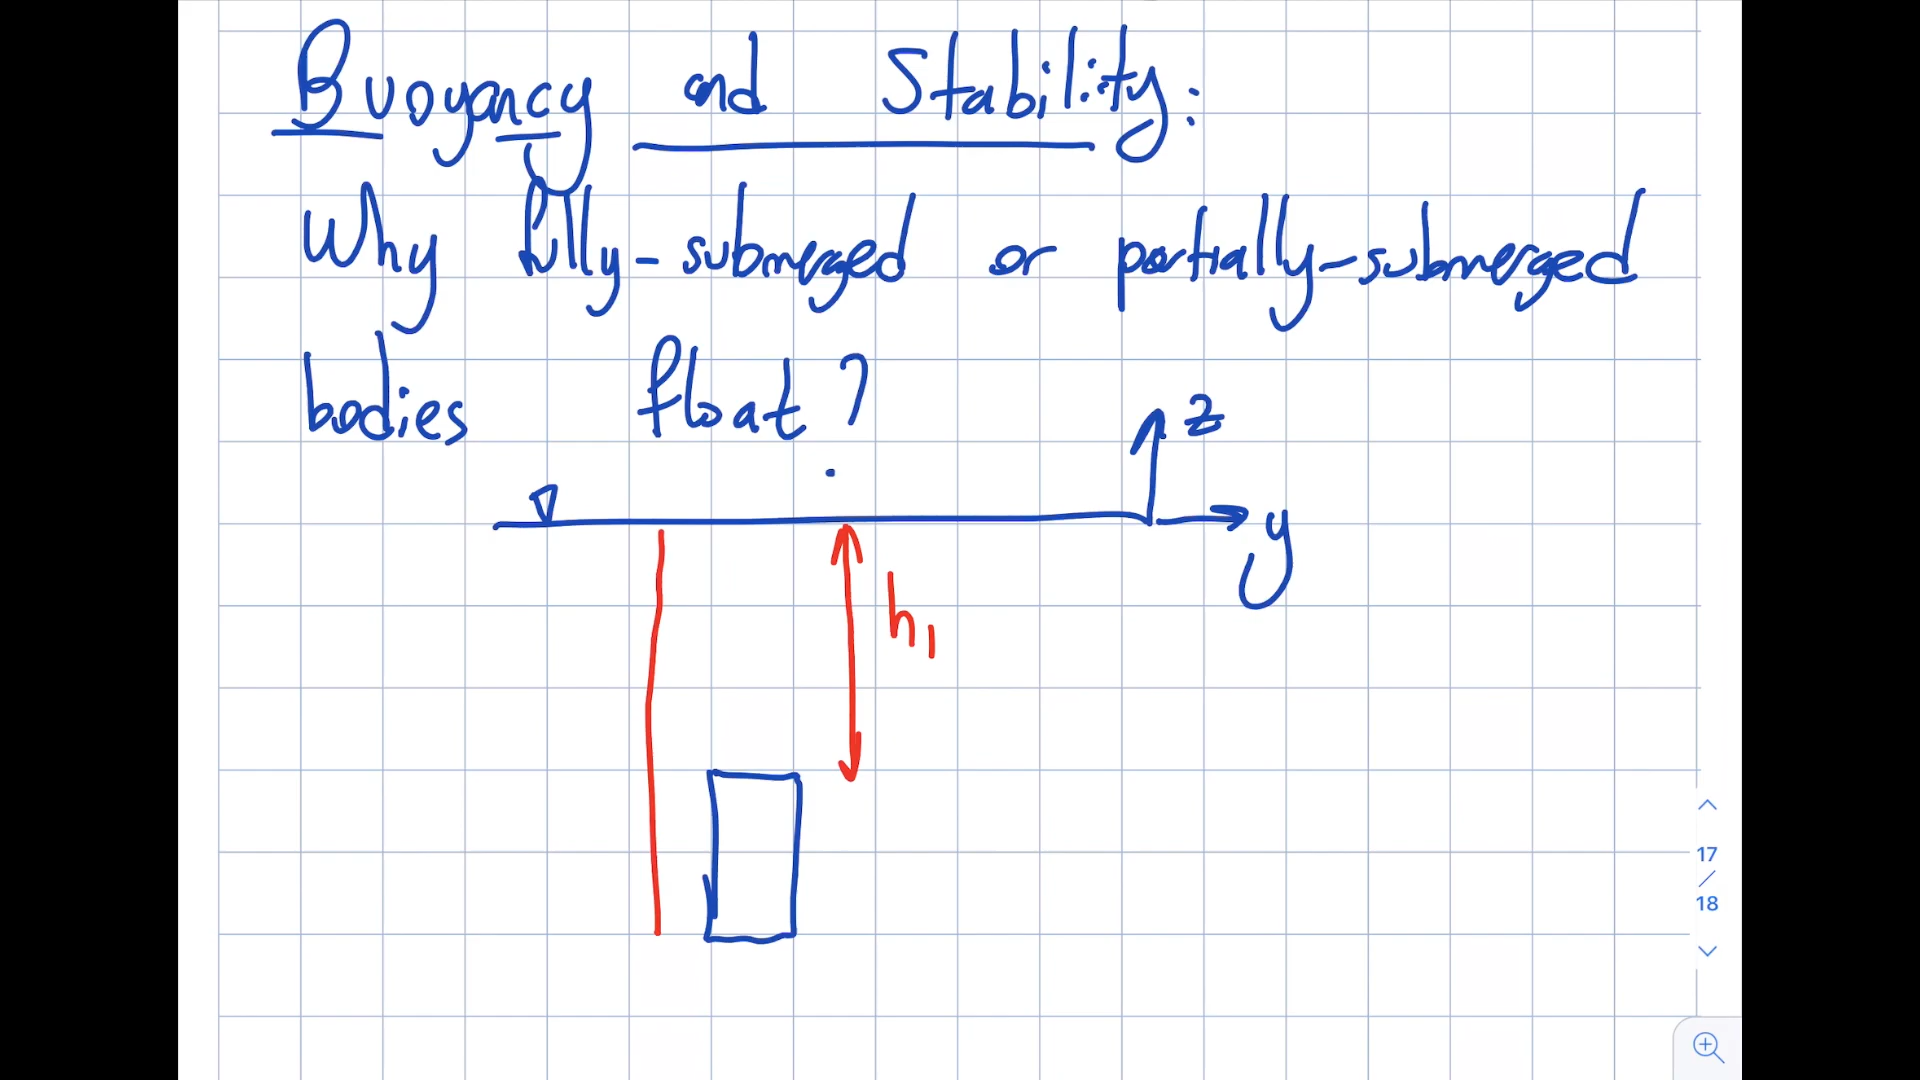 Buoyancy and Stability:
Why fully-submerged or partially-submerged
bodies float?
z
y
h1
17
/
18